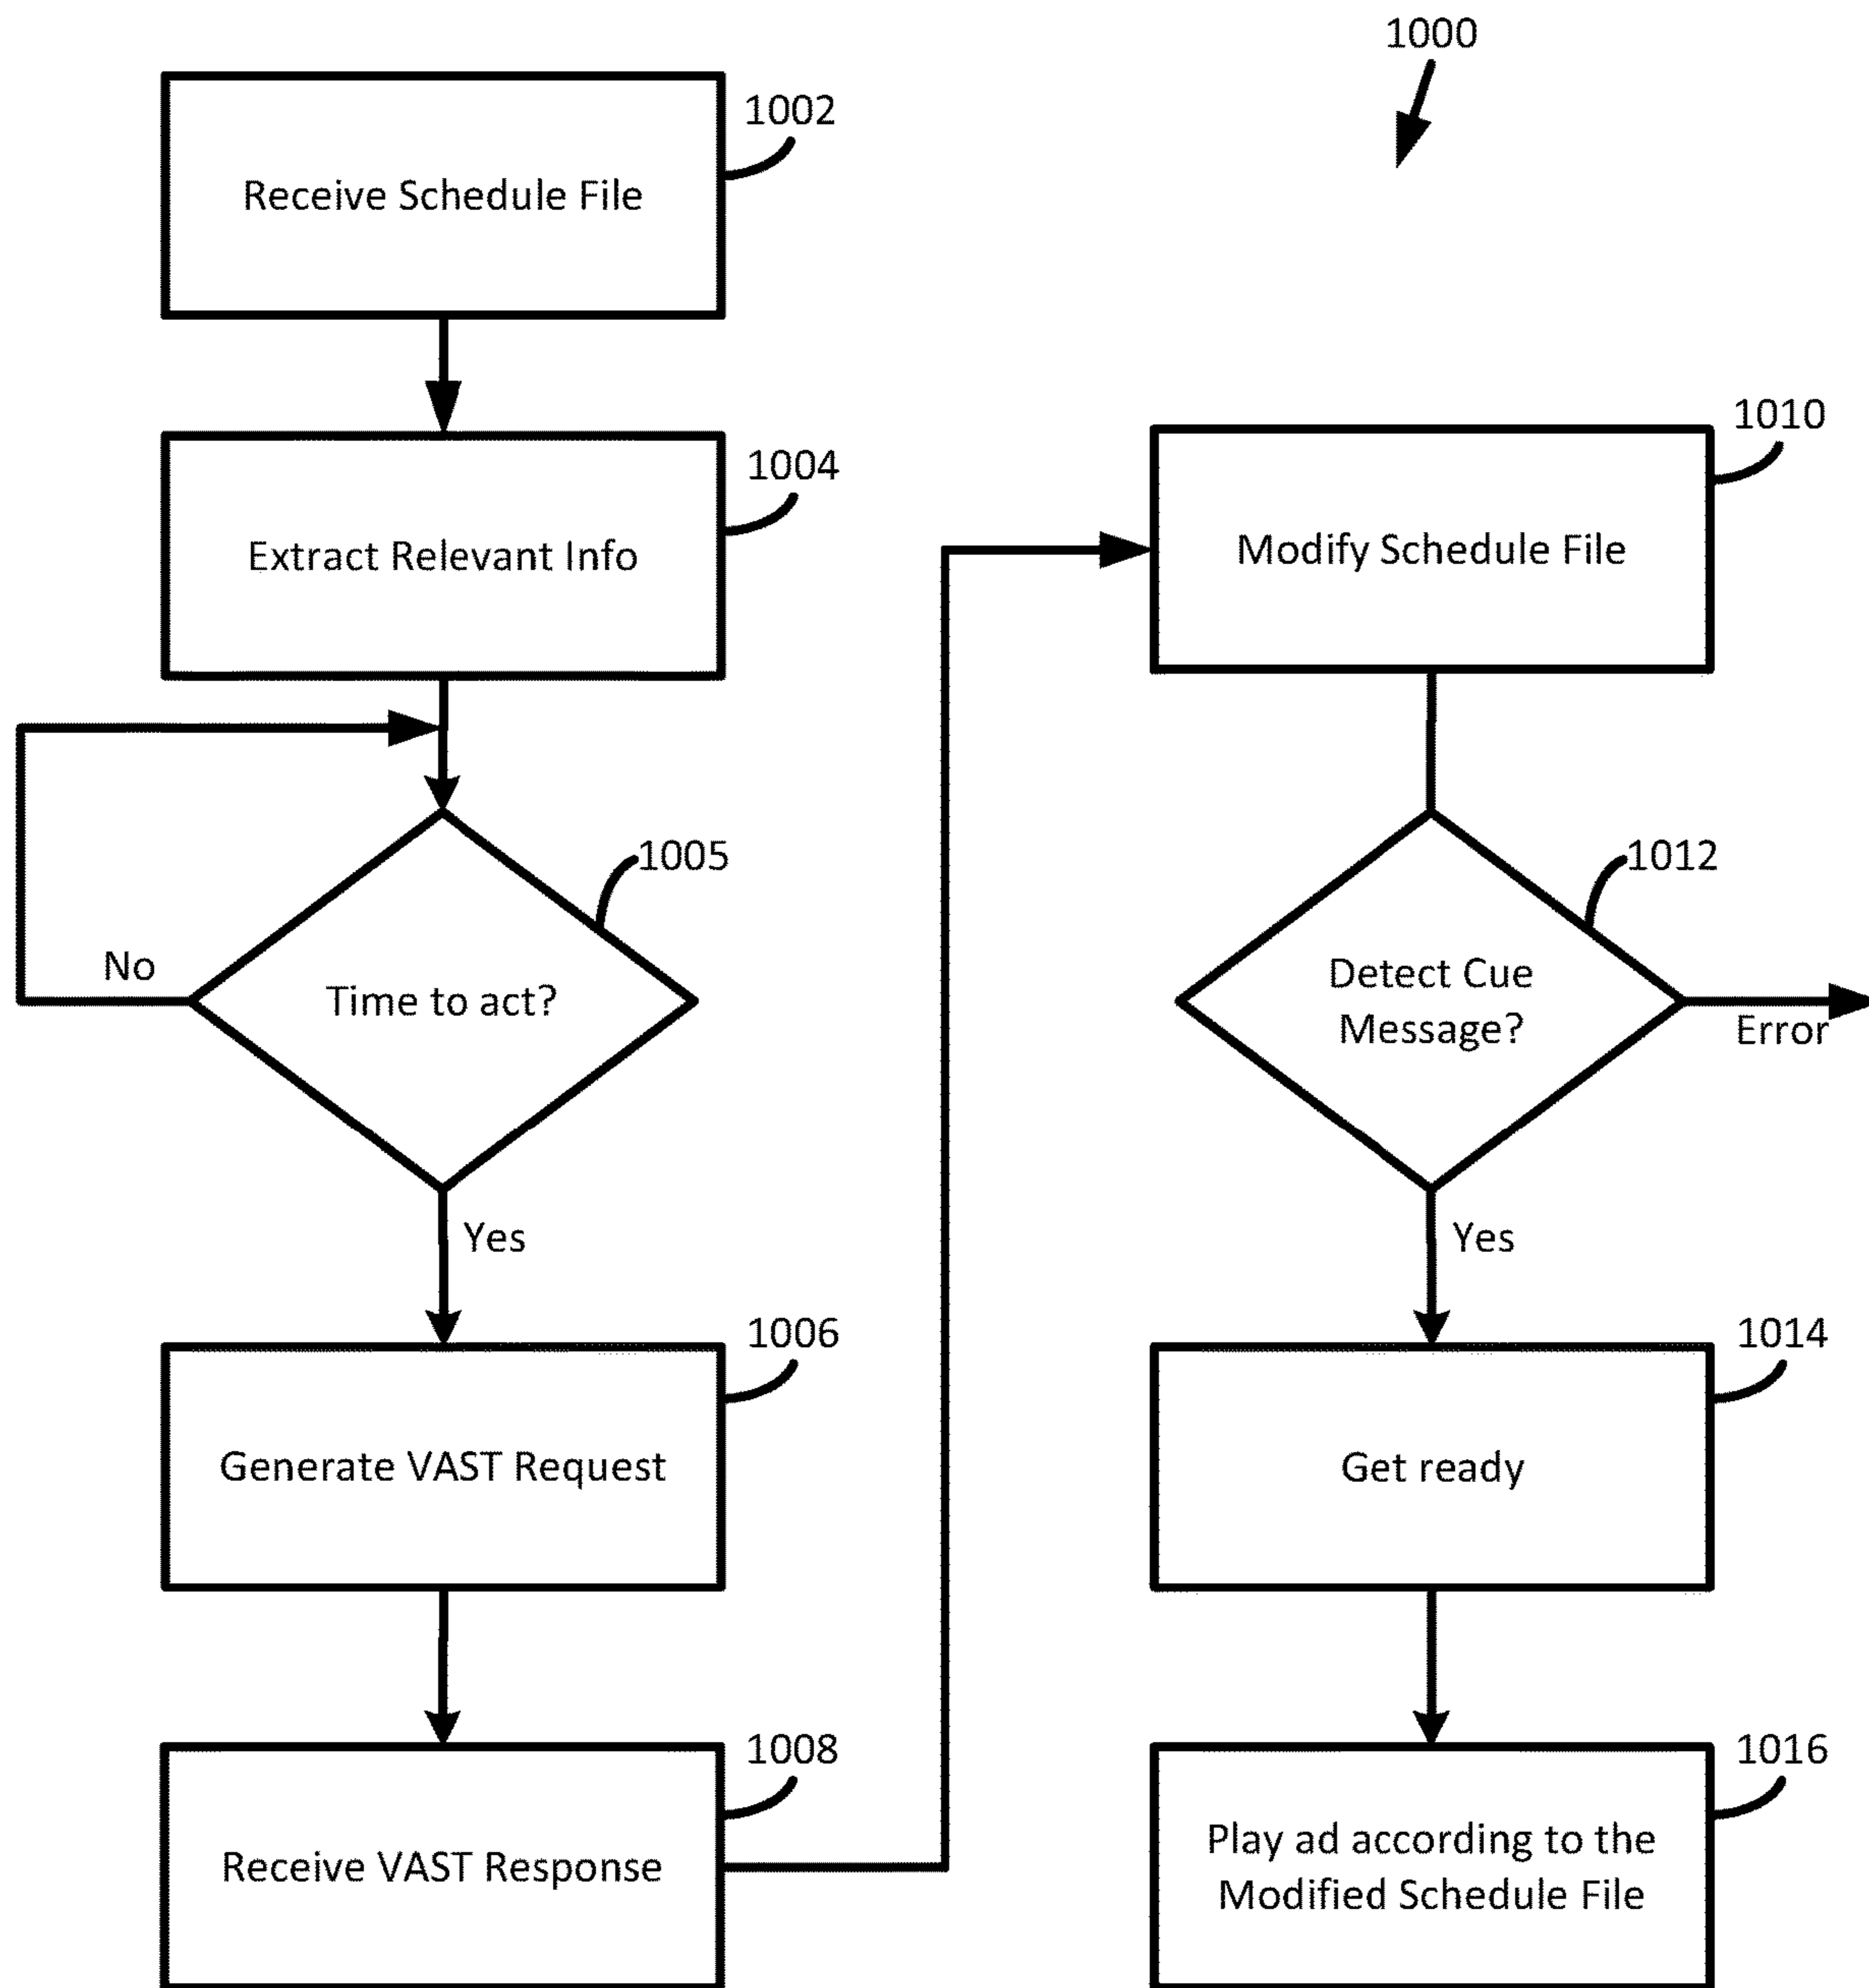 1000
1002
Receive Schedule File
1004
Extract Relevant Info
1005
No
Time to act?
Yes
1006
Generate VAST Request
1008
Receive VAST Response
1010
Modify Schedule File
1012
Detect Cue
Message?
Error
Yes
1014
Get ready
1016
Play ad according to the
Modified Schedule File